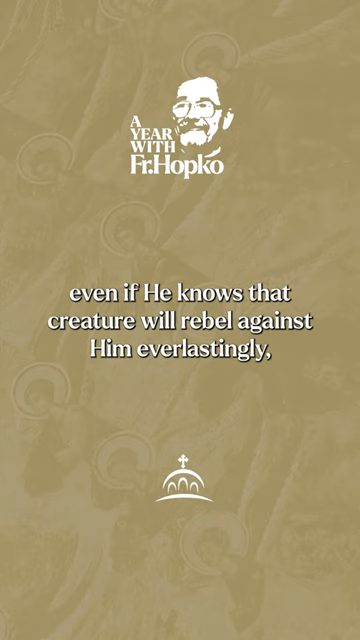 A
YEAR
WITH
Fr.Hopko
even if He knows that
creature will rebel against
Him everlastingly,